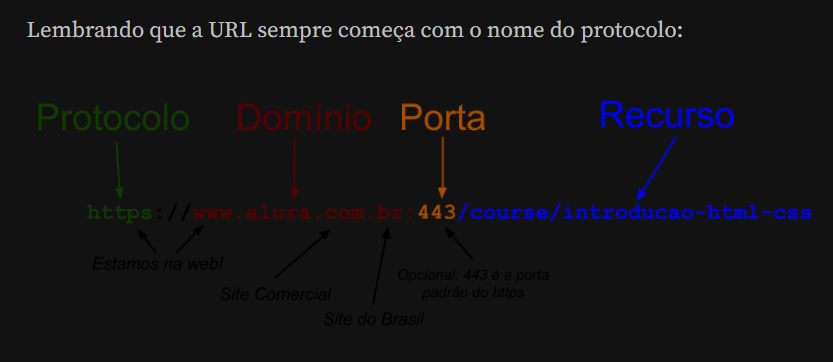 Lembrando que a URL sempre começa com o nome do protocolo:
Protocolo Domínio Porta Recurso
https://www.alura.com.br:443/course/introducao-html-css
Estamos na web!
Site Comercial
Site do Brasil
Opcional: 443 é a porta
padrão do https